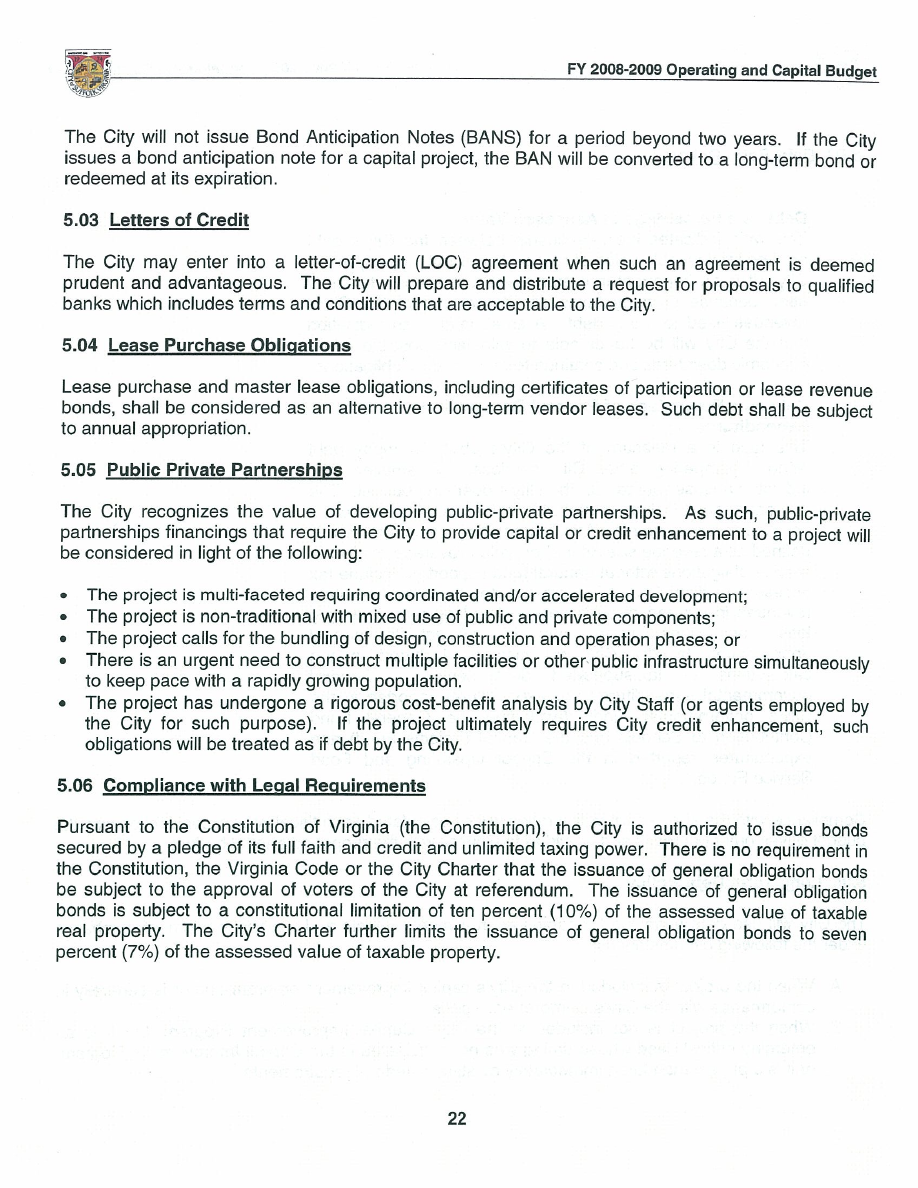 FY 2008-2009 Operating and Capital Budget
The City will not issue Bond Anticipation Notes (BANS) for a period beyond two years. If the City
issues a bond anticipation note for a capital project, the BAN will be converted to a long-term bond or
redeemed at its expiration.
5.03 Letters of Credit
The City may enter into a letter-of-credit (LOC) agreement when such an agreement is deemed
prudent and advantageous. The City will prepare and distribute a request for proposals to qualified
banks which includes terms and conditions that are acceptable to the City.
5.04 Lease Purchase Obligations
Lease purchase and master lease obligations, including certificates of participation or lease revenue
bonds, shall be considered as an alternative to long-term vendor leases. Such debt shall be subject
to annual appropriation.
5.05 Public Private Partnerships
The City recognizes the value of developing public-private partnerships. As such, public-private
partnerships financings that require the City to provide capital or credit enhancement to a project will
be considered in light of the following:
• The project is multi-faceted requiring coordinated and/or accelerated development;
• The project is non-traditional with mixed use of public and private components;
• The project calls for the bundling of design, construction and operation phases; or
• There is an urgent need to construct multiple facilities or other public infrastructure simultaneously
to keep pace with a rapidly growing population.
• The project has undergone a rigorous cost-benefit analysis by City Staff (or agents employed by
the City for such purpose). If the project ultimately requires City credit enhancement, such
obligations will be treated as if debt by the City.
5.06 Compliance with Legal Requirements
Pursuant to the Constitution of Virginia (the Constitution), the City is authorized to issue bonds
secured by a pledge of its full faith and credit and unlimited taxing power. There is no requirement in
the Constitution, the Virginia Code or the City Charter that the issuance of general obligation bonds
be subject to the approval of voters of the City at referendum. The issuance of general obligation
bonds is subject to a constitutional limitation of ten percent (10%) of the assessed value of taxable
real property. The City's Charter further limits the issuance of general obligation bonds to seven
percent (7%) of the assessed value of taxable property.
22